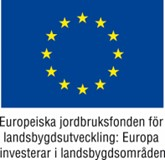 Europeiska jordbruksfonden för
landsbygdsutveckling: Europa
investerar i landsbygdsområden